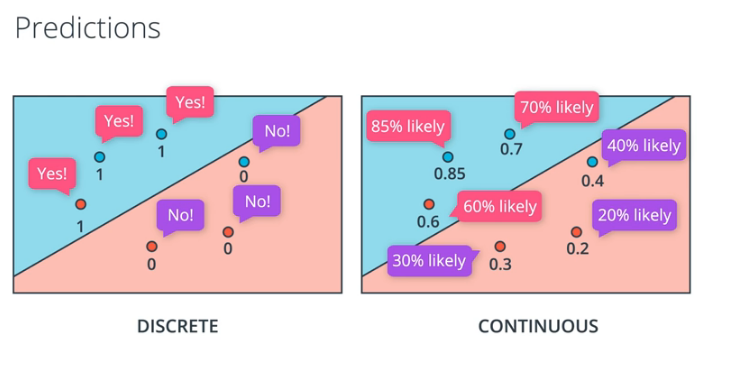 Predictions
Yes!
Yes!
Yes!
No!
No!
No!
1
1
1
0
0
0
DISCRETE
70% likely
85% likely
40% likely
60% likely
20% likely
30% likely
0.7
0.85
0.4
0.6
0.2
0.3
CONTINUOUS